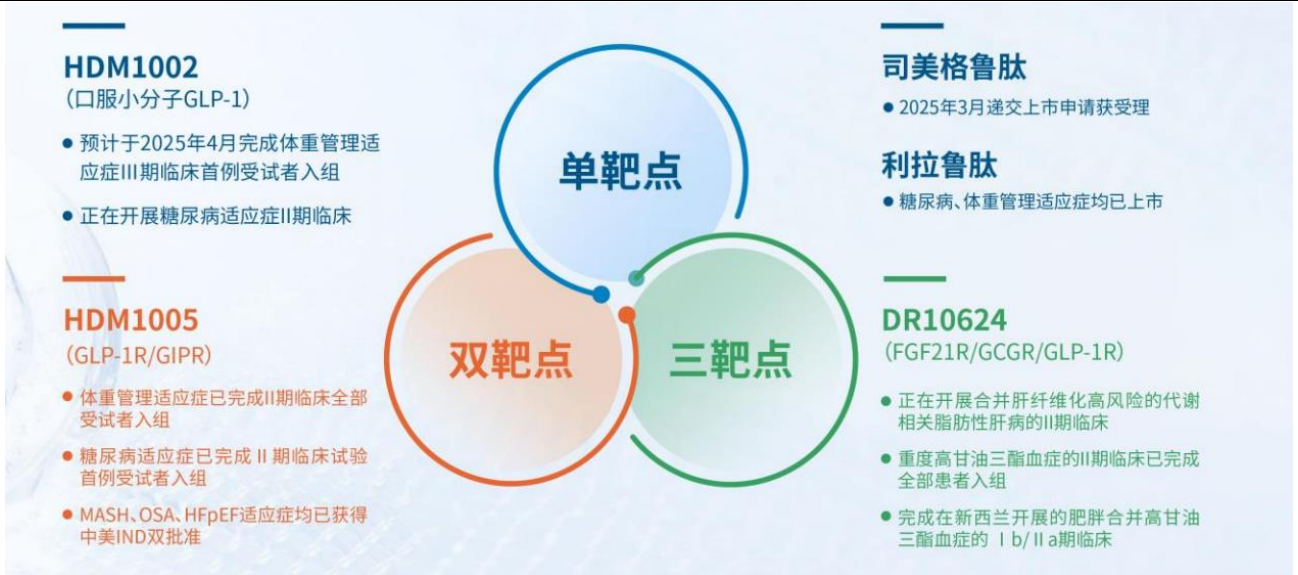 HDM1002
（口服小分子GLP-1）
● 预计于2025年4月完成体重管理适
应症III期临床首例受试者入组
● 正在开展糖尿病适应症II期临床
单靶点
司美格鲁肽
● 2025年3月递交上市申请获受理
利拉鲁肽
● 糖尿病、体重管理适应症均已上市
HDM1005
（GLP-1R/GIPR）
● 体重管理适应症已完成II期临床全部
受试者入组
● 糖尿病适应症已完成Ⅱ期临床试验
首例受试者入组
● MASH、OSA、HFpEF适应症均已获得
中美IND双批准
双靶点
三靶点
DR10624
（FGF21R/GCGR/GLP-1R）
● 正在开展合并肝纤维化高风险的代谢
相关脂肪性肝病的II期临床
● 重度高甘油三酯血症的II期临床已完成
全部患者入组
● 完成在新西兰开展的肥胖合并高甘油
三酯血症的 Ⅰb/Ⅱa期临床